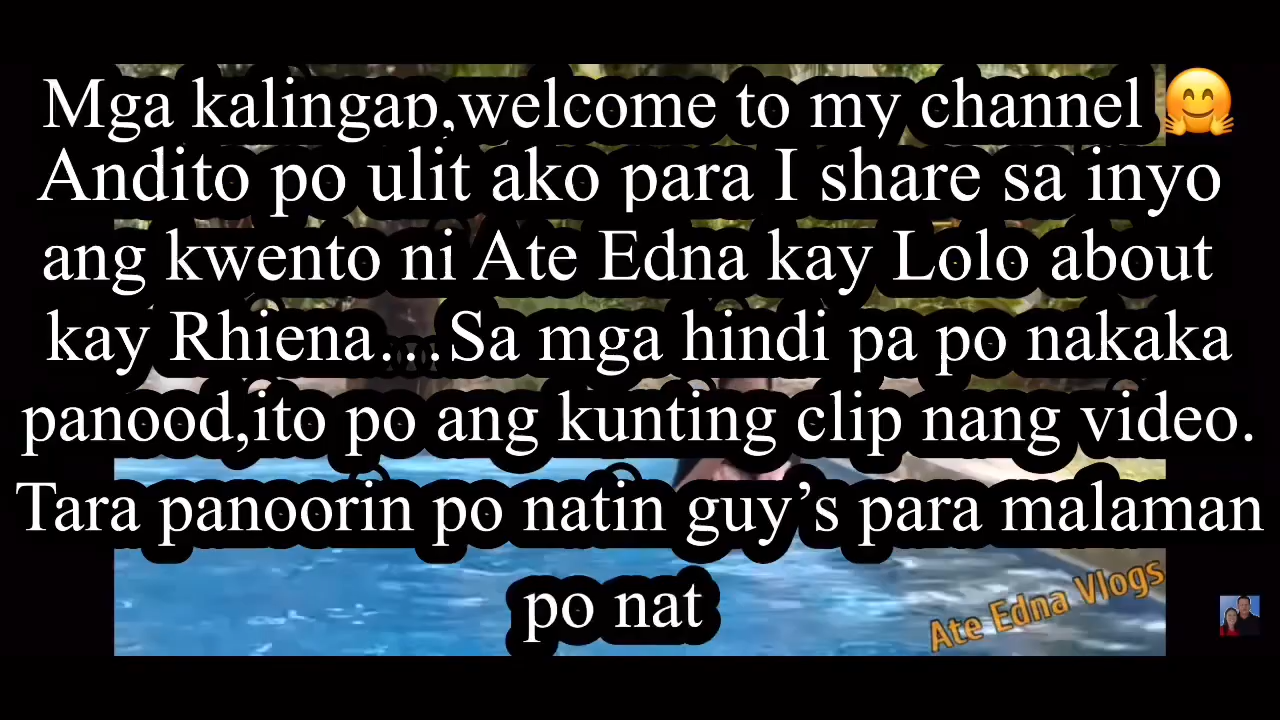 Mga kalingap,welcome to my channel 🤗
Andito po ulit ako para I share sa inyo
ang kwento ni Ate Edna kay Lolo about
kay Rhiena...Sa mga hindi pa po nakaka
panood,ito po ang kunting clip nang video.
Tara panoorin po natin guy’s para malaman
po nat
Ate Edna Vlogs